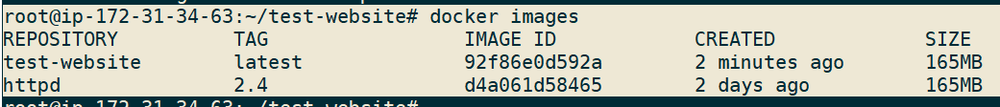 root@ip-172-31-34-63:~/test-website# docker images
REPOSITORY TAG IMAGE ID CREATED SIZE
test-website latest 92f86e0d592a 2 minutes ago 165MB
httpd 2.4 d4a061d58465 2 days ago 165MB
root@ip-172-31-34-63:~/test-website#